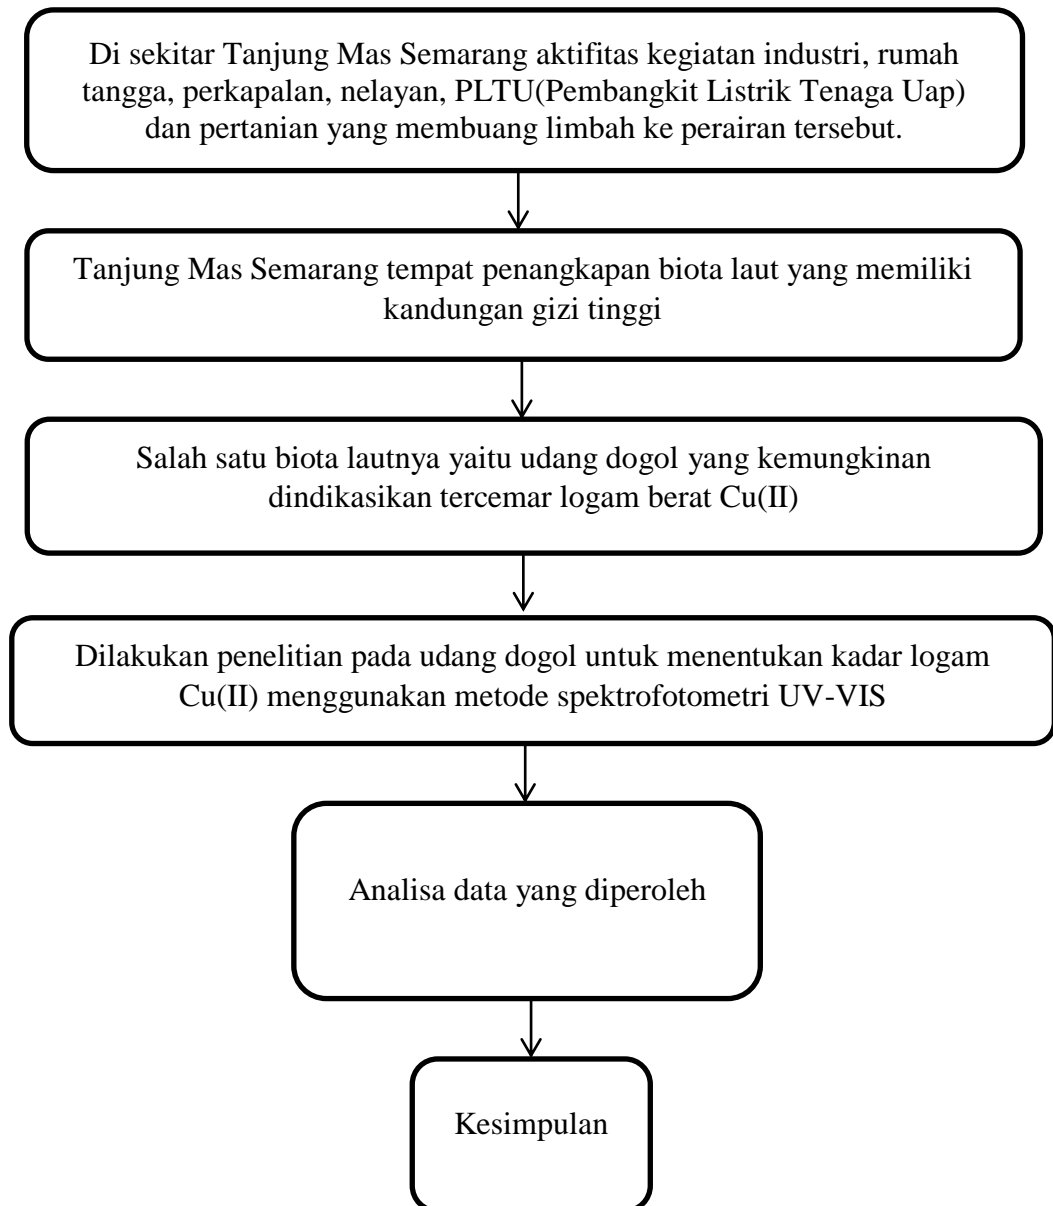 Di sekitar Tanjung Mas Semarang aktifitas kegiatan industri, rumah
tangga, perkapalan, nelayan, PLTU(Pembangkit Listrik Tenaga Uap)
dan pertanian yang membuang limbah ke perairan tersebut.
Tanjung Mas Semarang tempat penangkapan biota laut yang memiliki
kandungan gizi tinggi
Salah satu biota lautnya yaitu udang dogol yang kemungkinan
dindikasikan tercemar logam berat Cu(II)
Dilakukan penelitian pada udang dogol untuk menentukan kadar logam
Cu(II) menggunakan metode spektrofotometri UV-VIS
Analisa data yang diperoleh
Kesimpulan